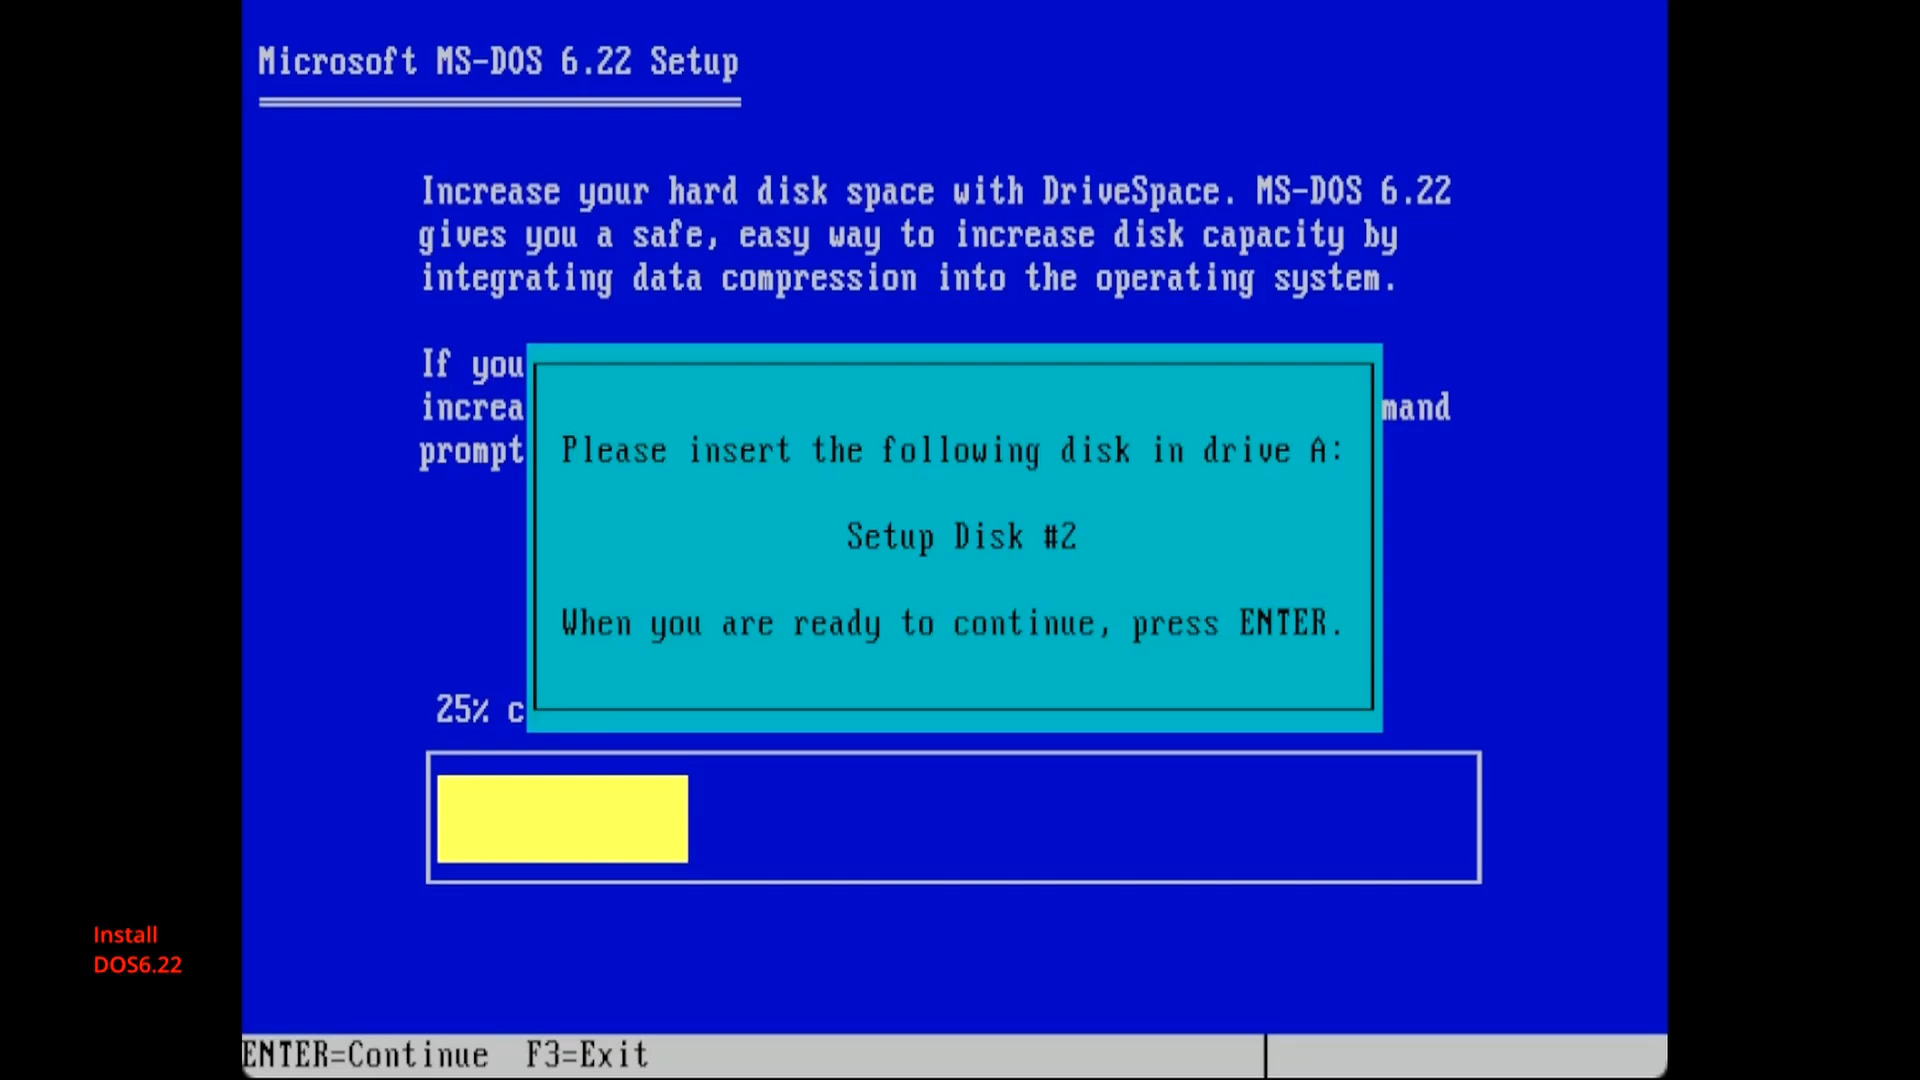 Microsoft MS-DOS 6.22 Setup
Increase your hard disk space with DriveSpace. MS-DOS 6.22
gives you a safe, easy way to increase disk capacity by
integrating data compression into the operating system.
If you
increa mand
prompt
Please insert the following disk in drive A:
Setup Disk #2
When you are ready to continue, press ENTER.
25% c
Install
DOS6.22
ENTER=Continue F3=Exit